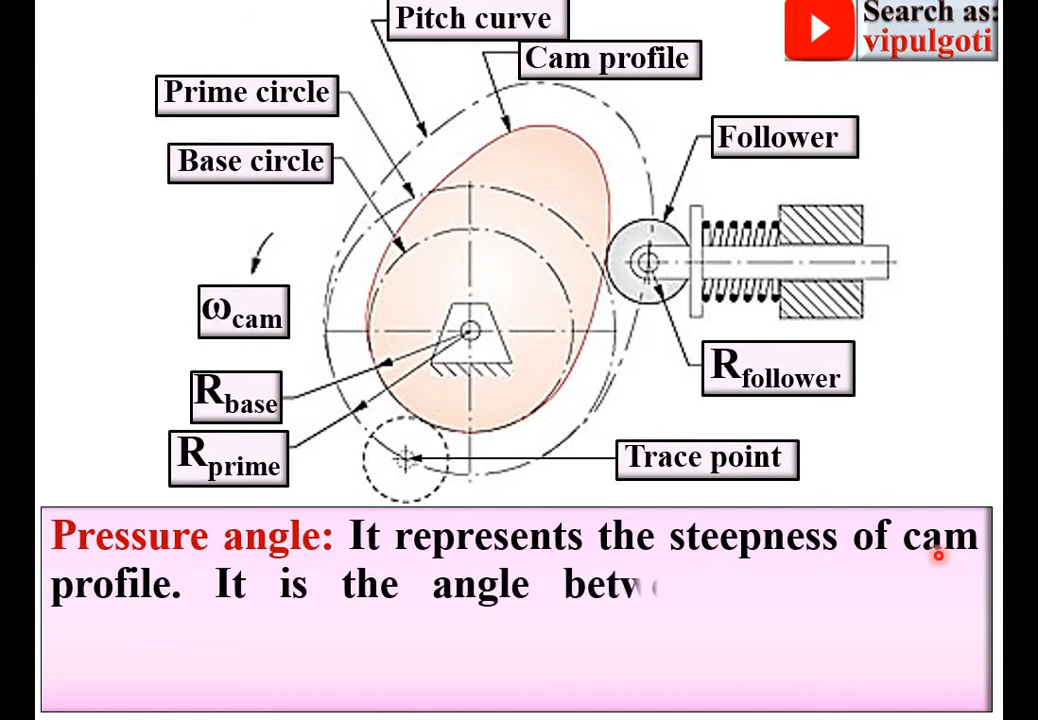 Pitch curve
Search as:
vipulgoti
Cam profile
Prime circle
Follower
Base circle
ωcam
Rfollower
Rbase
Rprime
Trace point
Pressure angle: It represents the steepness of cam
profile. It is the angle